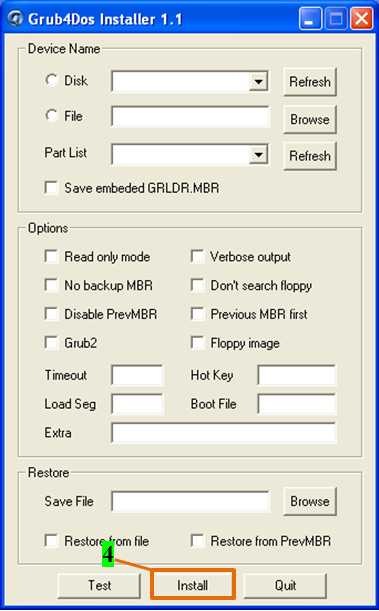 Grub4Dos Installer 1.1
Device Name
Disk Refresh
File Browse
Part List Refresh
Save embeded GRLDR.MBR
Options
Read only mode Verbose output
No backup MBR Don't search floppy
Disable PrevMBR Previous MBR first
Grub2 Floppy image
Timeout Hot Key
Load Seg Boot File
Extra
Restore
Save File Browse
Restore from file Restore from PrevMBR
4
Test Install Quit